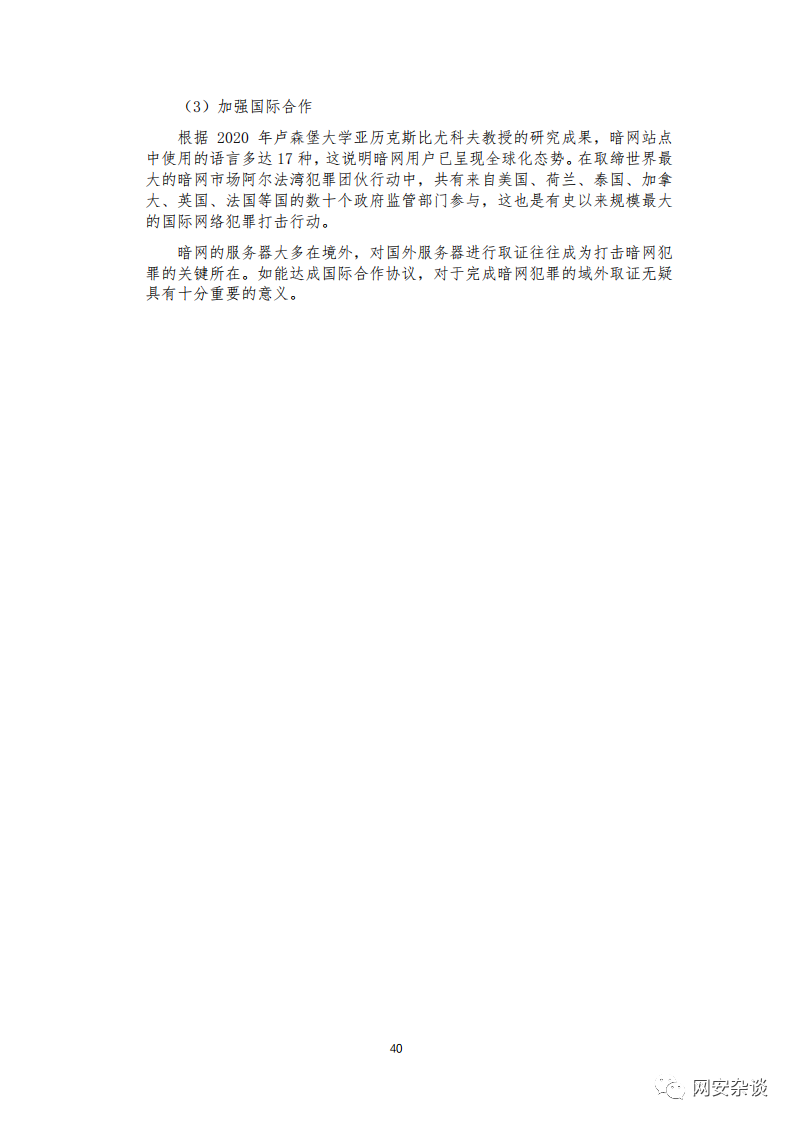 （3）加强国际合作
根据 2020 年卢森堡大学亚历克斯比尤科夫教授的研究成果，暗网站点
中使用的语言多达 17 种，这说明暗网用户已呈现全球化态势。在取缔世界最
大的暗网市场阿尔法湾犯罪团伙行动中，共有来自美国、荷兰、泰国、加拿
大、英国、法国等国的数十个政府监管部门参与，这也是有史以来规模最大
的国际网络犯罪打击行动。
暗网的服务器大多在境外，对国外服务器进行取证往往成为打击暗网犯
罪的关键所在。如能达成国际合作协议，对于完成暗网犯罪的域外取证无疑
具有十分重要的意义。
40
网安杂谈